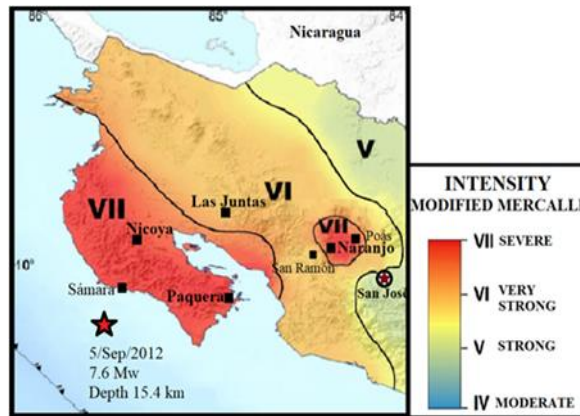 86
85
84
Nicaragua
V
VII
VI
Las Juntas
Nicoya
VII
Poás
Naranjo
San Ramón
10°
Sámara
Paquera
San José
5/Sep/2012
7.6 Mw
Depth 15.4 km
INTENSITY
MODIFIED MERCALLI
VII SEVERE
VI VERY
STRONG
V STRONG
IV MODERATE